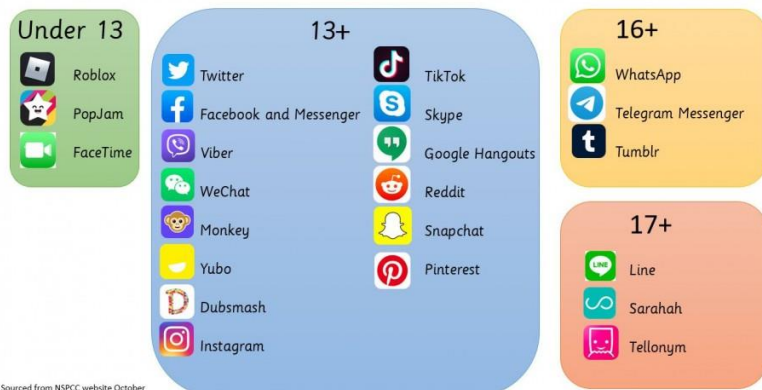 Under 13
Roblox
PopJam
FaceTime
13+
Twitter
Facebook and Messenger
Viber
WeChat
Monkey
Yubo
Dubsmash
Instagram
TikTok
Skype
Google Hangouts
Reddit
Snapchat
Pinterest
16+
WhatsApp
Telegram Messenger
Tumblr
17+
LINE
Line
Sarahah
Tellonym
Sourced from NSPCC website October